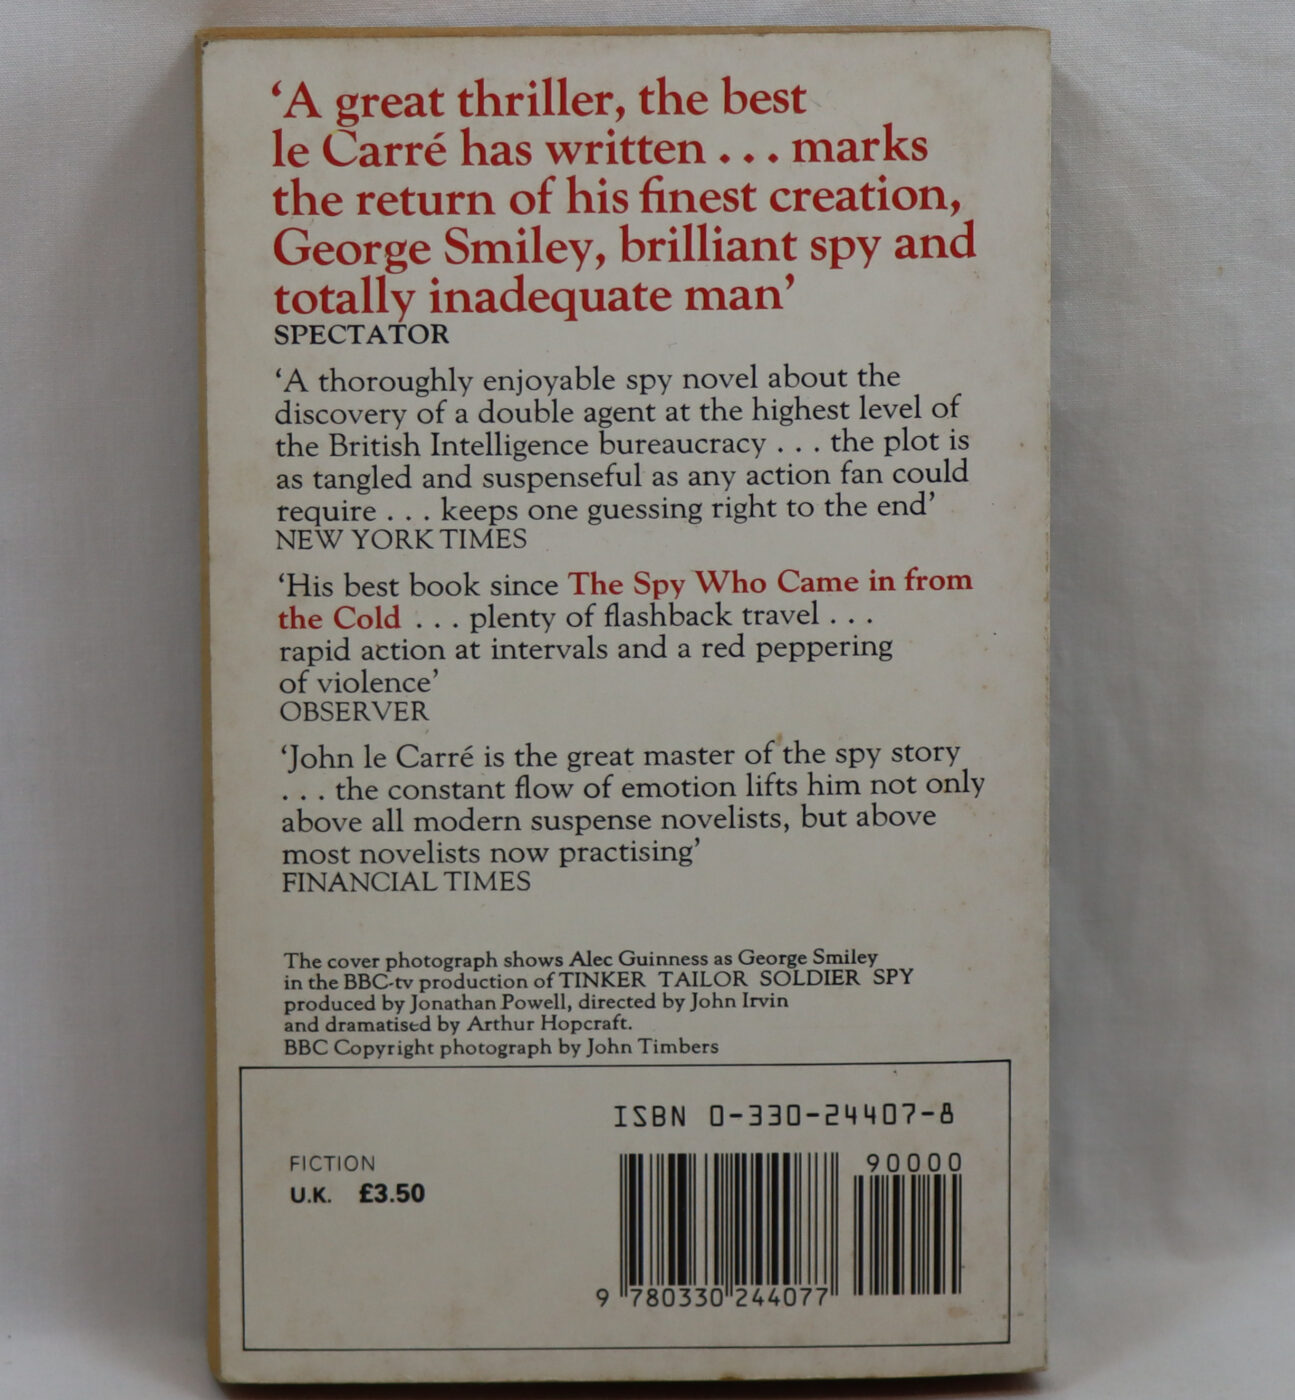 ‘A great thriller, the best
le Carré has written . . . marks
the return of his finest creation,
George Smiley, brilliant spy and
totally inadequate man’
SPECTATOR
‘A thoroughly enjoyable spy novel about the
discovery of a double agent at the highest level of
the British Intelligence bureaucracy . . . the plot is
as tangled and suspenseful as any action fan could
require . . . keeps one guessing right to the end’
NEW YORK TIMES
‘His best book since The Spy Who Came in from
the Cold . . . plenty of flashback travel . . .
rapid action at intervals and a red peppering
of violence’
OBSERVER
‘John le Carré is the great master of the spy story
. . . the constant flow of emotion lifts him not only
above all modern suspense novelists, but above
most novelists now practising’
FINANCIAL TIMES
The cover photograph shows Alec Guinness as George Smiley
in the BBC-tv production of TINKER TAILOR SOLDIER SPY
produced by Jonathan Powell, directed by John Irvin
and dramatised by Arthur Hopcraft.
BBC Copyright photograph by John Timbers
ISBN 0-330-24407-8
FICTION
U.K. £3.50
90000
9 780330 244077